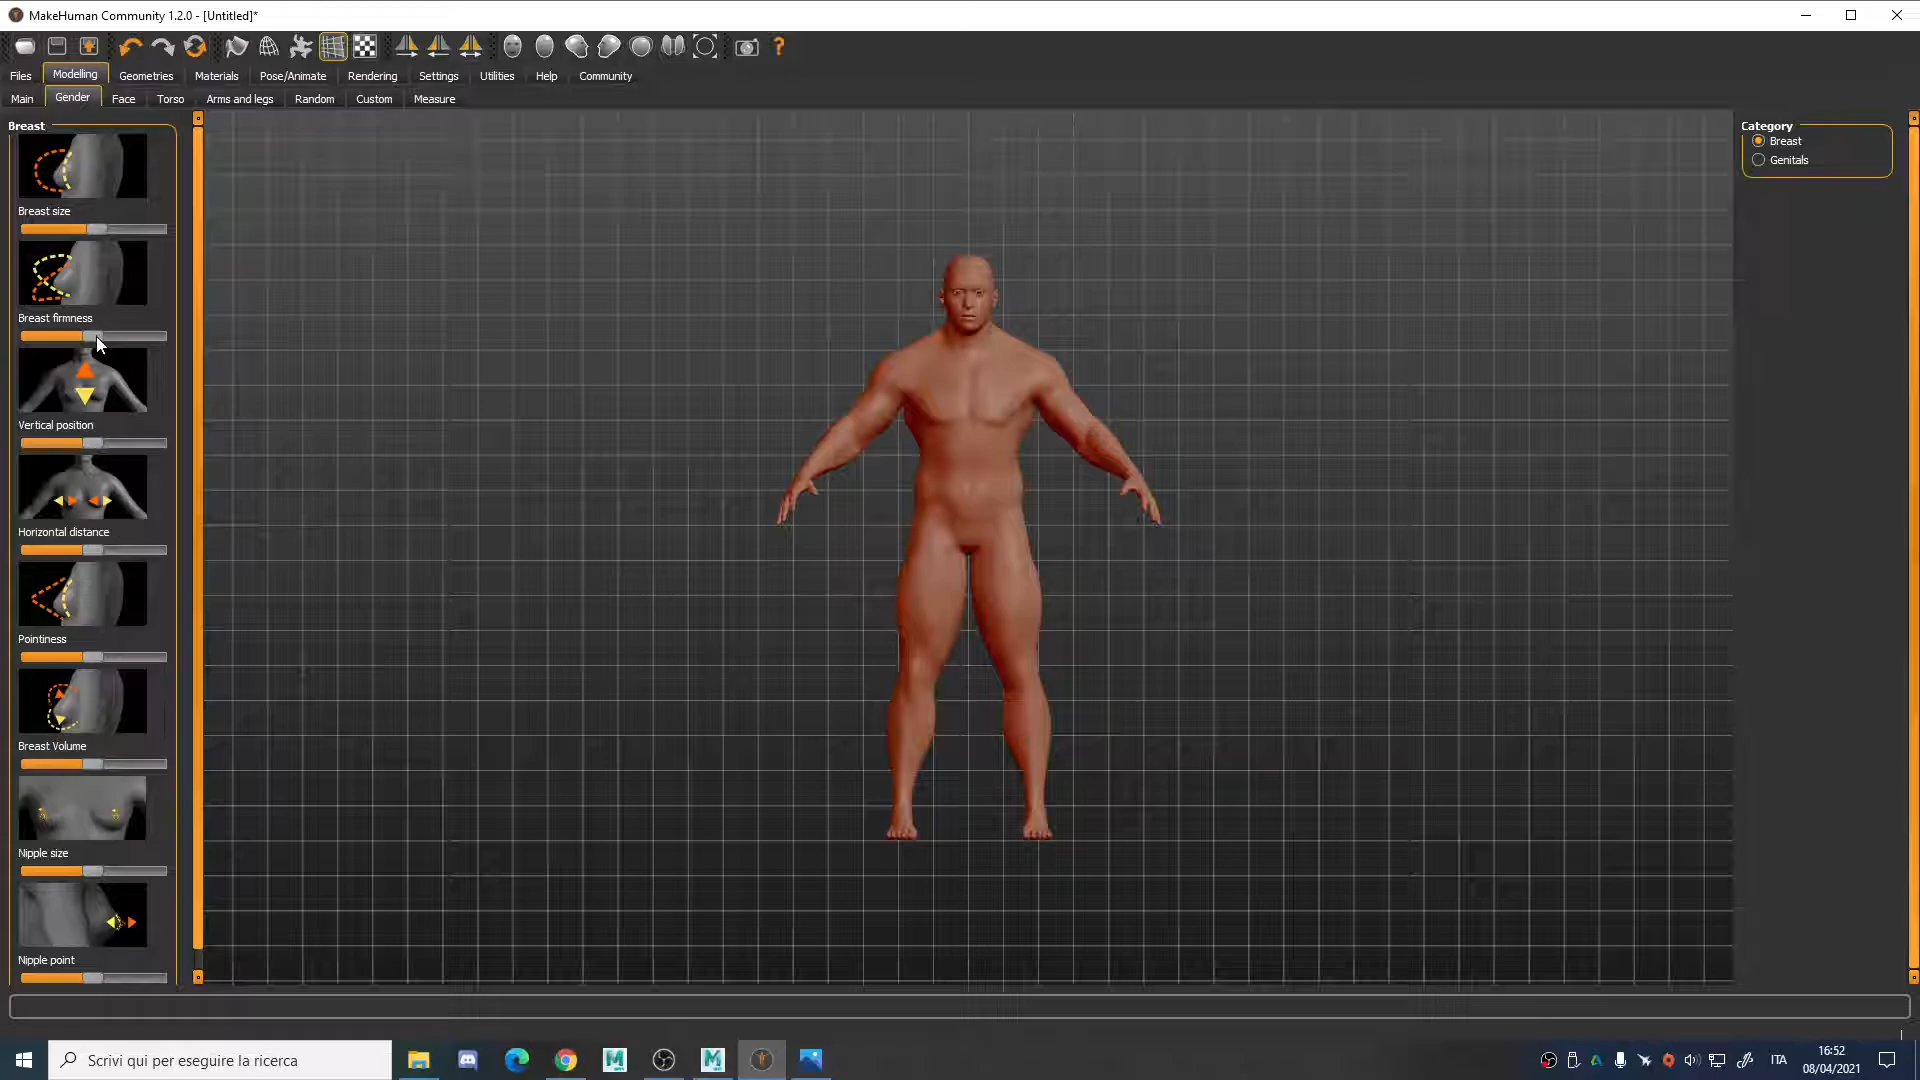 MakeHuman Community 1.2.0 - [Untitled]*
Files Modelling Geometries Materials Pose/Animate Rendering Settings Utilities Help Community
Main Gender Face Torso Arms and legs Random Custom Measure
Breast
Breast size
Breast firmness
Vertical position
Horizontal distance
Pointiness
Breast Volume
Nipple size
Nipple point
Category
Breast
Genitals
Scrivi qui per eseguire la ricerca
ITA
16:52
08/04/2021